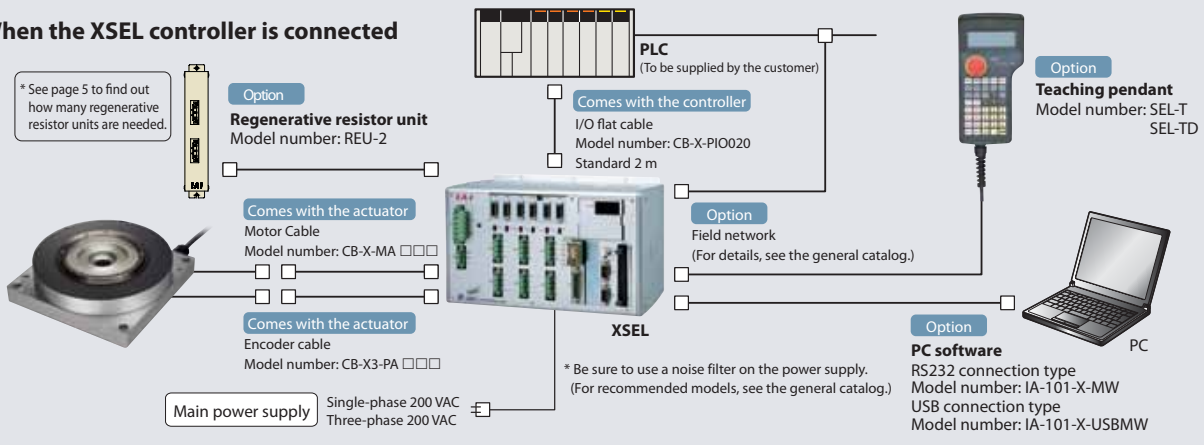 When the XSEL controller is connected
* See page 5 to find out
how many regenerative
resistor units are needed.
Option
Regenerative resistor unit
Model number: REU-2
PLC
(To be supplied by the customer)
Comes with the controller
I/O flat cable
Model number: CB-X-PIO020
Standard 2 m
Option
Teaching pendant
Model number: SEL-T
SEL-TD
Comes with the actuator
Motor Cable
Model number: CB-X-MA □□□
Option
Field network
(For details, see the general catalog.)
Comes with the actuator
Encoder cable
Model number: CB-X3-PA □□□
XSEL
Option
PC software
RS232 connection type
Model number: IA-101-X-MW
USB connection type
Model number: IA-101-X-USBMW
PC
* Be sure to use a noise filter on the power supply.
(For recommended models, see the general catalog.)
Main power supply
Single-phase 200 VAC
Three-phase 200 VAC